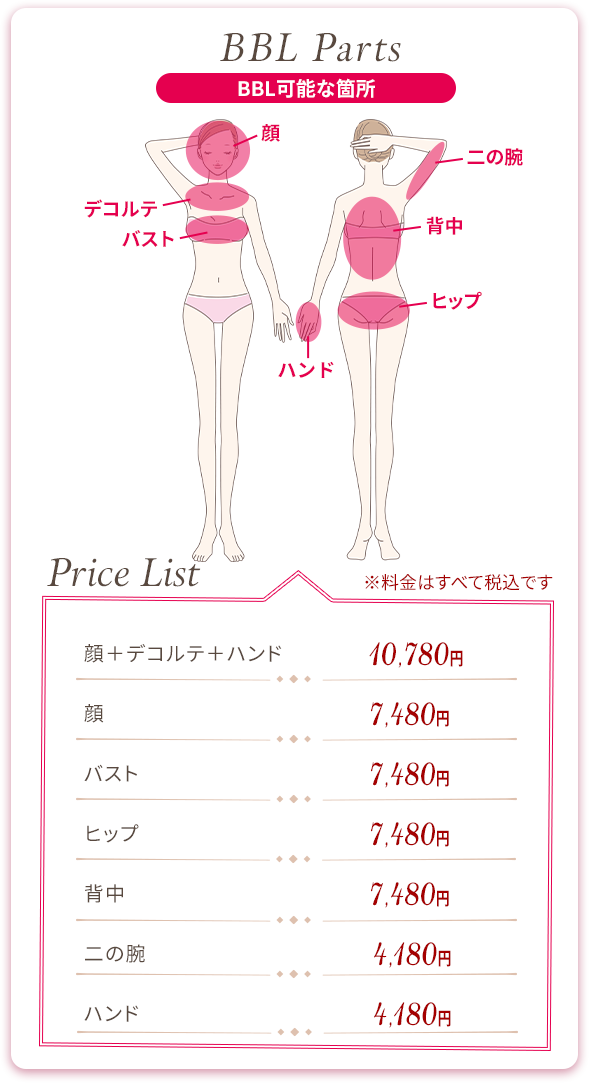 BBL Parts
BBL可能な箇所
顔
二の腕
デコルテ
背中
バスト
ヒップ
ハンド
Price List
※料金はすべて税込です
顔＋デコルテ＋ハンド 10,780円
顔 7,480円
バスト 7,480円
ヒップ 7,480円
背中 7,480円
二の腕 4,180円
ハンド 4,180円